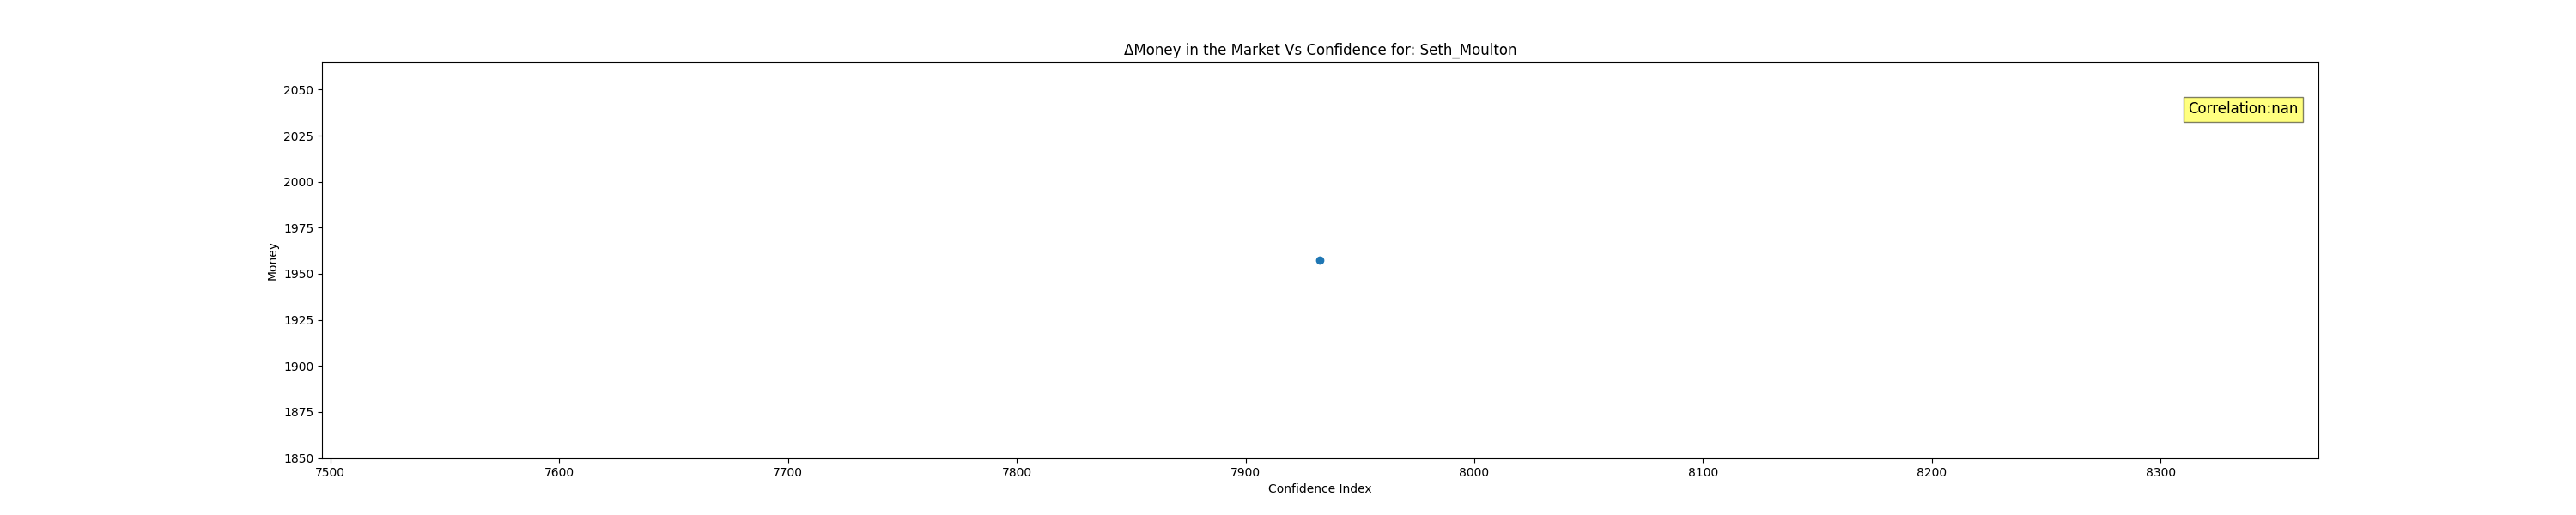 ΔMoney in the Market Vs Confidence for: Seth_Moulton
Correlation:nan
2050
2025
2000
1975
1950
1925
1900
1875
1850
Money
7500 7600 7700 7800 7900 8000 8100 8200 8300
Confidence Index